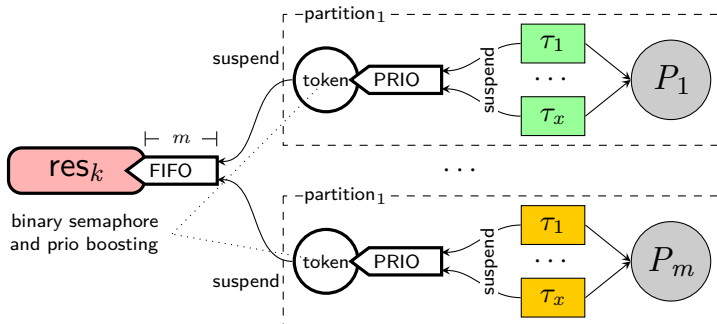 partition₁
suspend
token
PRIO
suspend
τ₁
...
τₓ
P₁
m
resₖ
FIFO
...
binary semaphore
and prio boosting
partition₁
suspend
token
PRIO
suspend
τ₁
...
τₓ
Pₘ